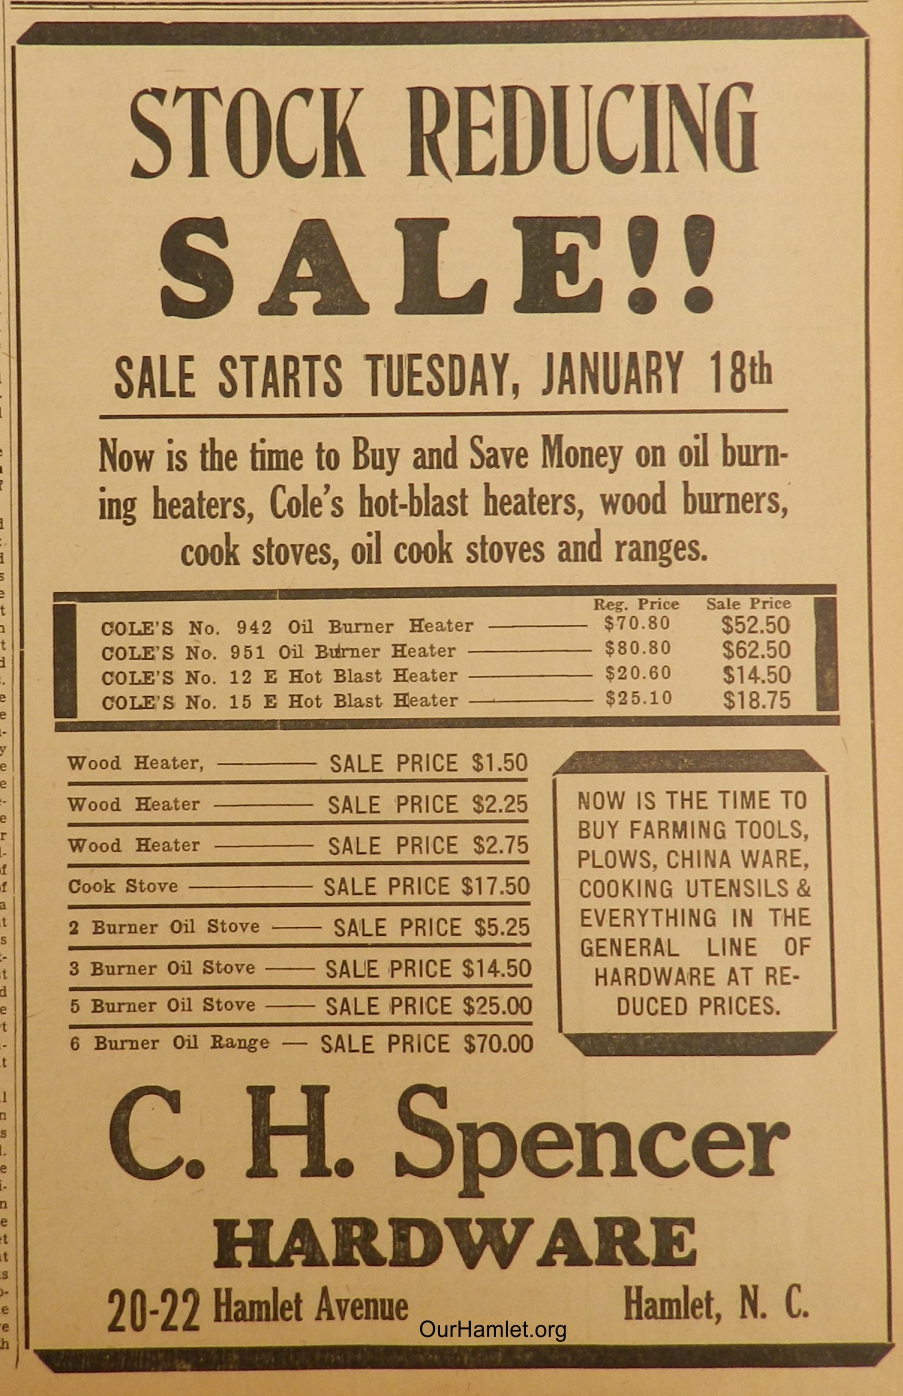 STOCK REDUCING
SALE!!
SALE STARTS TUESDAY, JANUARY 18th
Now is the time to Buy and Save Money on oil burn-
ing heaters, Cole's hot-blast heaters, wood burners,
cook stoves, oil cook stoves and ranges.
Reg. Price Sale Price
COLE'S No. 942 Oil Burner Heater $70.80 $52.50
COLE'S No. 951 Oil Burner Heater $80.80 $62.50
COLE'S No. 12 E Hot Blast Heater $20.60 $14.50
COLE'S No. 15 E Hot Blast Heater $25.10 $18.75
Wood Heater, SALE PRICE $1.50
Wood Heater SALE PRICE $2.25
Wood Heater SALE PRICE $2.75
Cook Stove SALE PRICE $17.50
2 Burner Oil Stove SALE PRICE $5.25
3 Burner Oil Stove SALE PRICE $14.50
5 Burner Oil Stove SALE PRICE $25.00
6 Burner Oil Range SALE PRICE $70.00
NOW IS THE TIME TO
BUY FARMING TOOLS,
PLOWS, CHINA WARE,
COOKING UTENSILS &
EVERYTHING IN THE
GENERAL LINE OF
HARDWARE AT RE-
DUCED PRICES.
C. H. Spencer
HARDWARE
20-22 Hamlet Avenue Hamlet, N. C.
OurHamlet.org